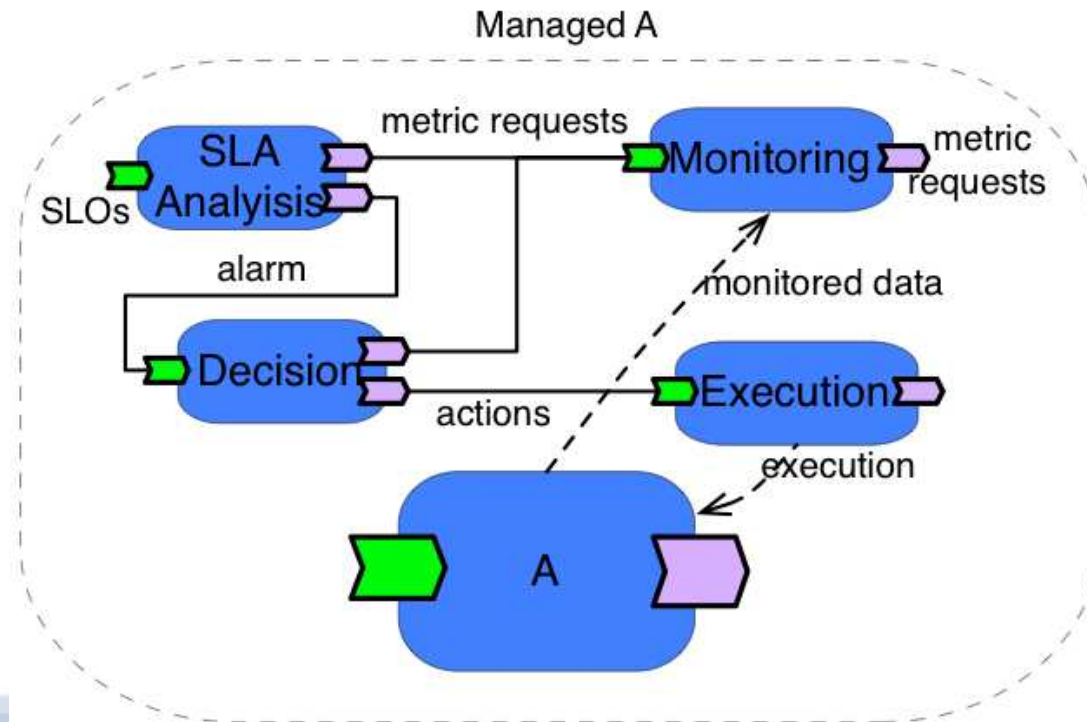 Managed A
SLA
Analyisis
SLOs
metric requests
Monitoring
metric
requests
alarm
monitored data
Decision
actions
Execution
execution
A